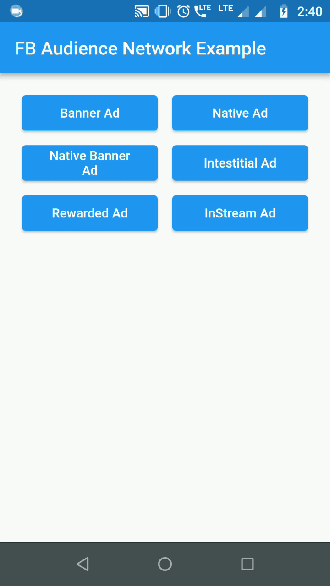 LTE LTE 2:40
FB Audience Network Example
Banner Ad
Native Ad
Native Banner
Ad
Intestitial Ad
Rewarded Ad
InStream Ad